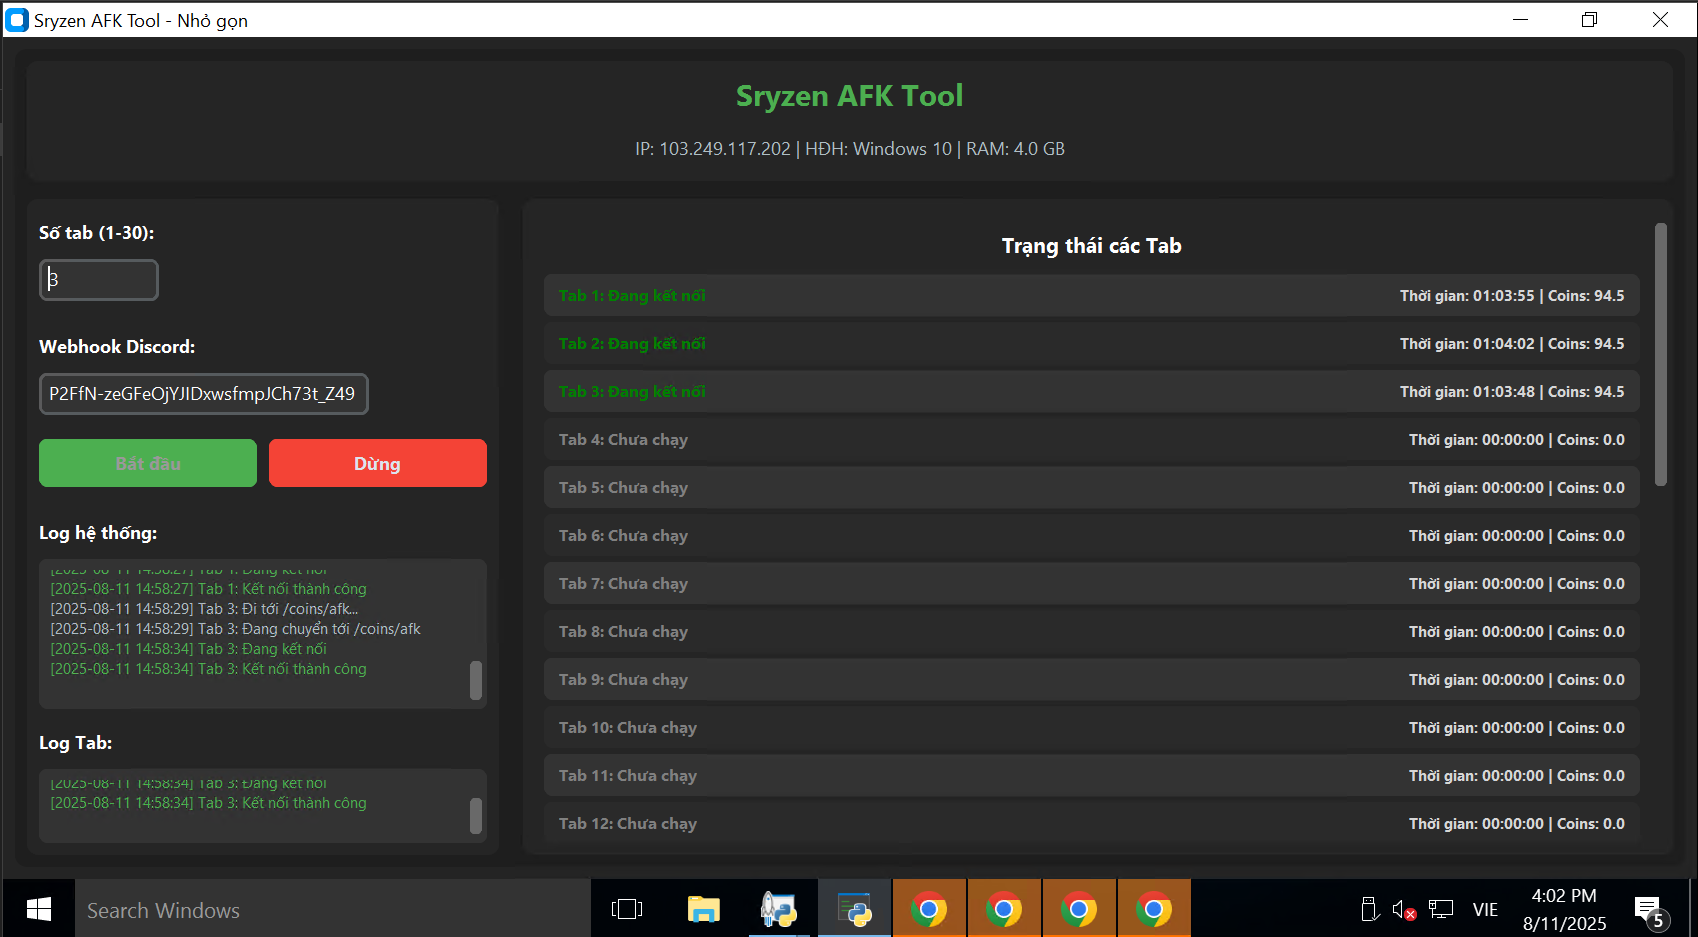 Sryzen AFK Tool - Nhỏ gọn
Sryzen AFK Tool
IP: 103.249.117.202 | HĐH: Windows 10 | RAM: 4.0 GB
Số tab (1-30):
3
Webhook Discord:
P2FfN-zeGFeOjYJIDxwsfmpJCh73t_Z49
Bắt đầu
Dừng
Log hệ thống:
[2025-08-11 14:58:27] Tab 1: Đang kết nối
[2025-08-11 14:58:27] Tab 1: Kết nối thành công
[2025-08-11 14:58:29] Tab 3: Đi tới /coins/afk...
[2025-08-11 14:58:29] Tab 3: Đang chuyển tới /coins/afk
[2025-08-11 14:58:34] Tab 3: Đang kết nối
[2025-08-11 14:58:34] Tab 3: Kết nối thành công
Log Tab:
[2025-08-11 14:58:34] Tab 3: Đang kết nối
[2025-08-11 14:58:34] Tab 3: Kết nối thành công
Trạng thái các Tab
Tab 1: Đang kết nối Thời gian: 01:03:55 | Coins: 94.5
Tab 2: Đang kết nối Thời gian: 01:04:02 | Coins: 94.5
Tab 3: Đang kết nối Thời gian: 01:03:48 | Coins: 94.5
Tab 4: Chưa chạy Thời gian: 00:00:00 | Coins: 0.0
Tab 5: Chưa chạy Thời gian: 00:00:00 | Coins: 0.0
Tab 6: Chưa chạy Thời gian: 00:00:00 | Coins: 0.0
Tab 7: Chưa chạy Thời gian: 00:00:00 | Coins: 0.0
Tab 8: Chưa chạy Thời gian: 00:00:00 | Coins: 0.0
Tab 9: Chưa chạy Thời gian: 00:00:00 | Coins: 0.0
Tab 10: Chưa chạy Thời gian: 00:00:00 | Coins: 0.0
Tab 11: Chưa chạy Thời gian: 00:00:00 | Coins: 0.0
Tab 12: Chưa chạy Thời gian: 00:00:00 | Coins: 0.0
Search Windows
VIE
4:02 PM
8/11/2025
5